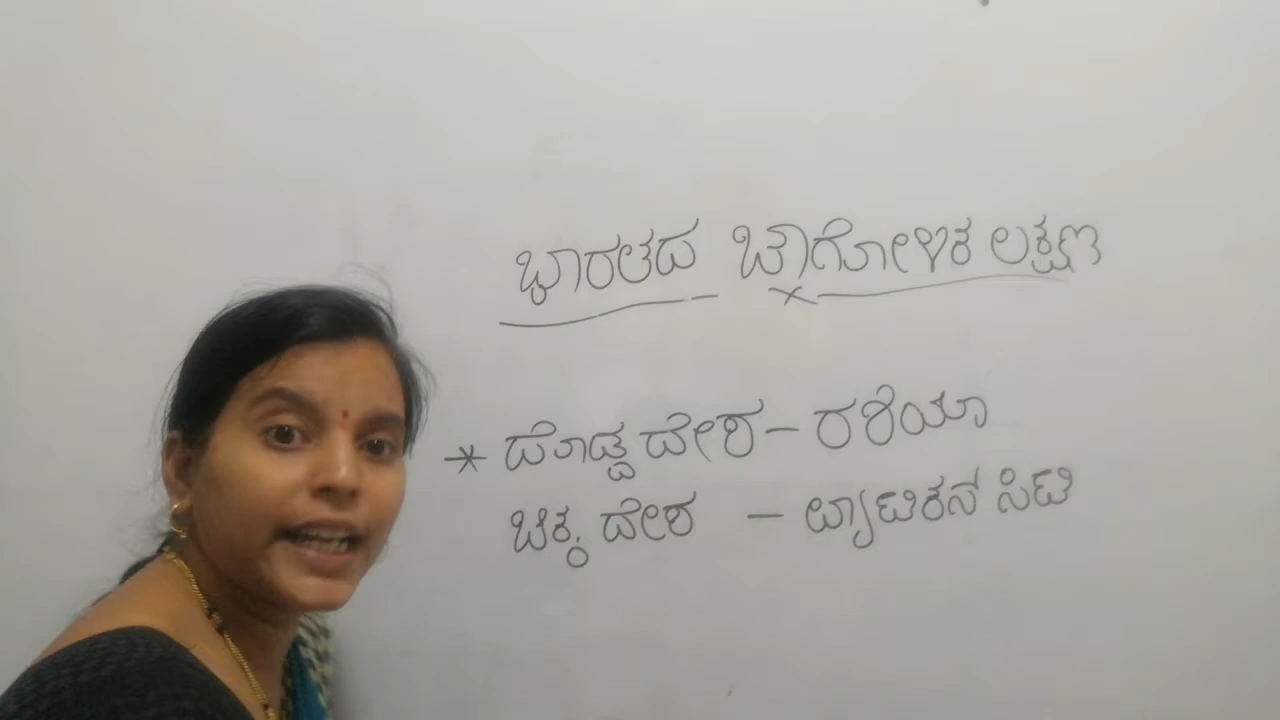 ಭಾರತದ ಭೌಗೋಳಿಕ ಲಕ್ಷಣ
* ದೊಡ್ಡ ದೇಶ - ರಶೆಯಾ
ಚಿಕ್ಕ ದೇಶ - ವ್ಯಾಟಿಕನ್ ಸಿಟಿ